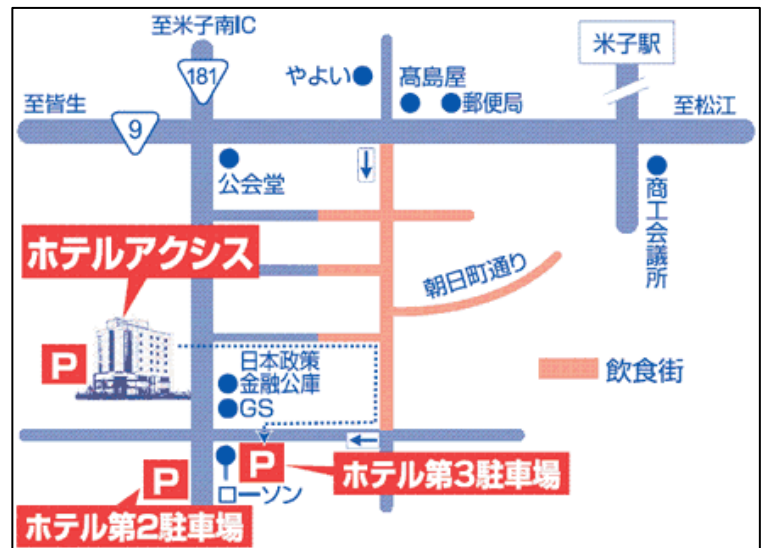 至米子南IC
181
やよい
髙島屋
郵便局
米子駅
至皆生
9
至松江
公会堂
商工会議所
ホテルアクシス
朝日町通り
P
日本政策
金融公庫
GS
飲食街
P
ホテル第3駐車場
P
ローソン
ホテル第2駐車場